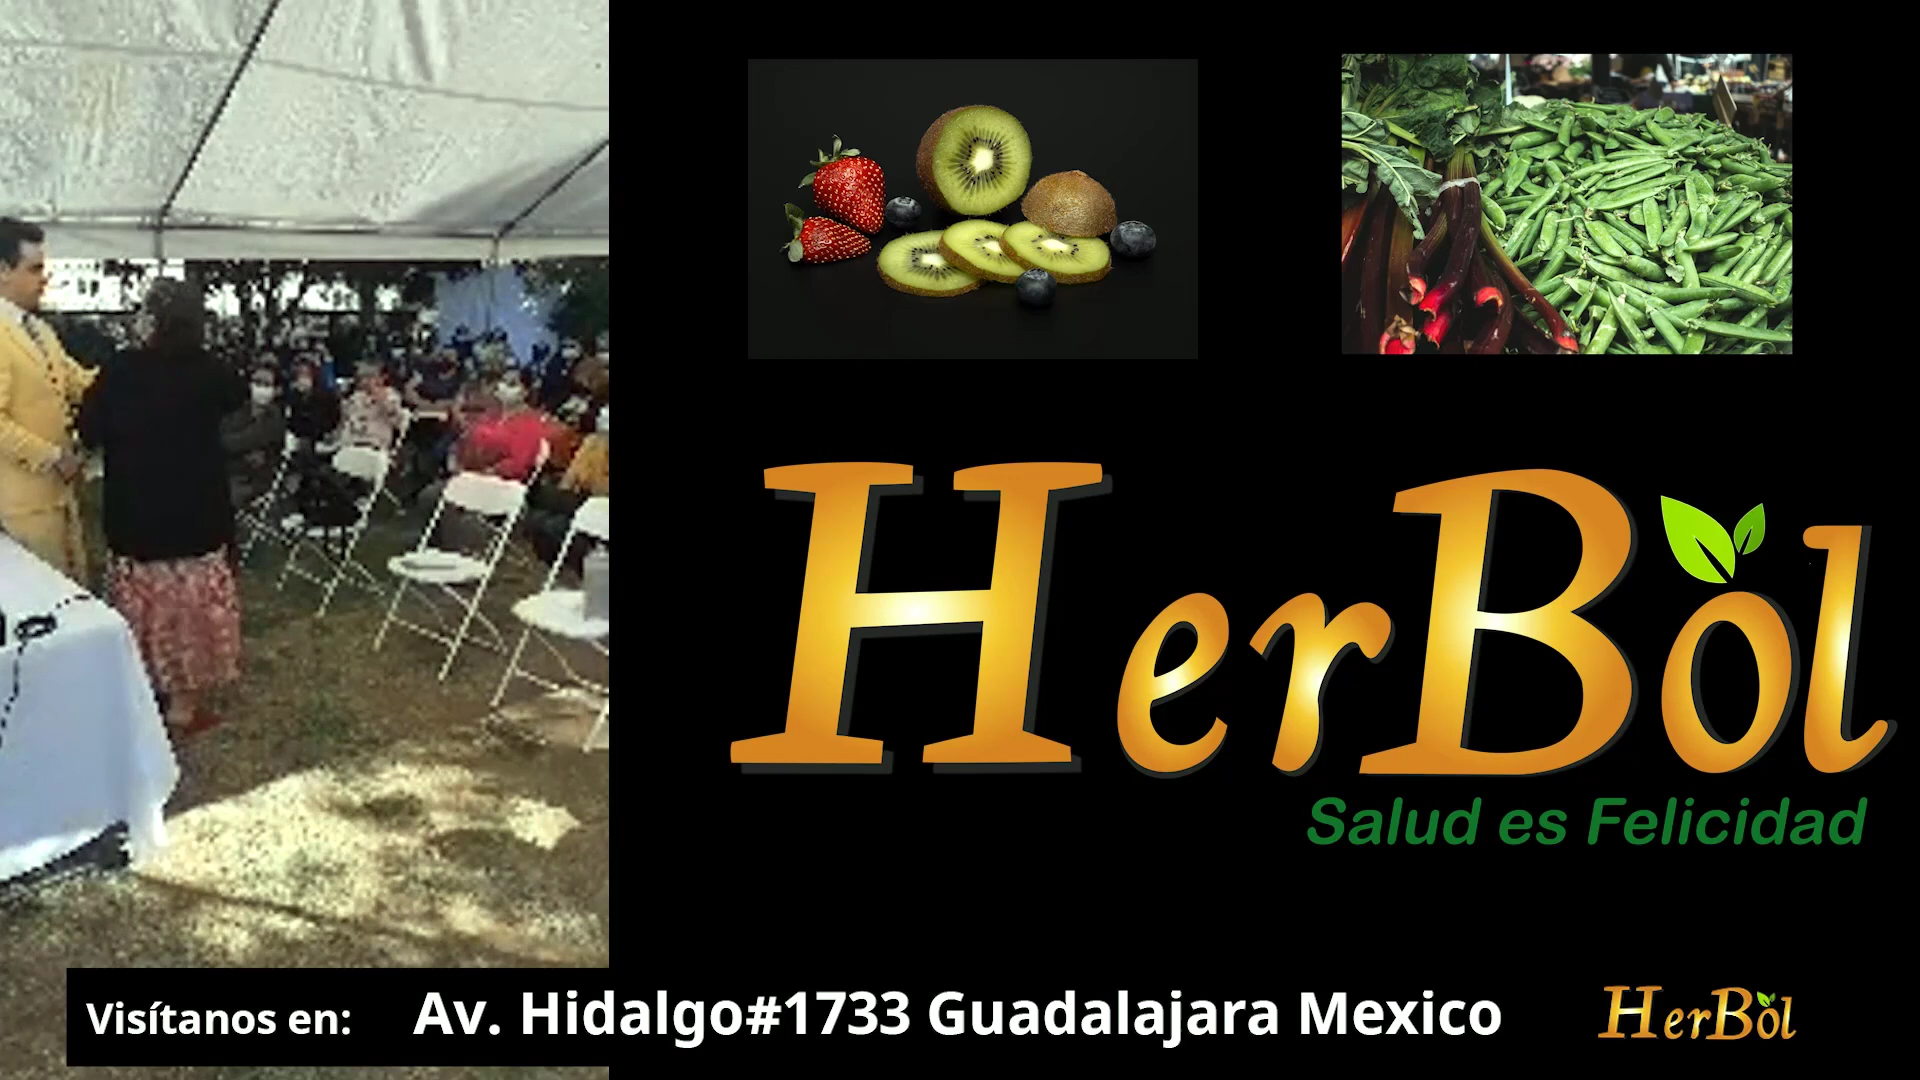 HerBol
Salud es Felicidad
Visítanos en: Av. Hidalgo#1733 Guadalajara Mexico
HerBol